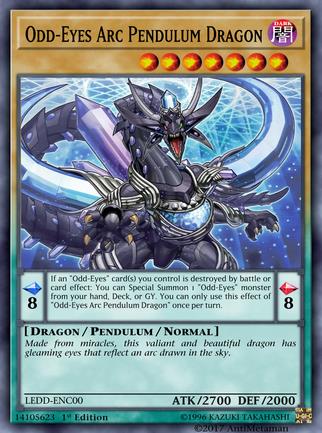 ODD-EYES ARC PENDULUM DRAGON
DARK
闇
If an "Odd-Eyes" card(s) you control is destroyed by battle or
card effect: You can Special Summon 1 "Odd-Eyes" monster
from your hand, Deck, or GY. You can only use this effect of
"Odd-Eyes Arc Pendulum Dragon" once per turn.
8
8
[DRAGON / PENDULUM / NORMAL]
Made from miracles, this valiant and beautiful dragon has
gleaming eyes that reflect an arc drawn in the sky.
LEDD-ENC00
ATK/2700 DEF/2000
14105623 1st Edition
©1996 KAZUKI TAKAHASHI
©2017 AntiMetaman